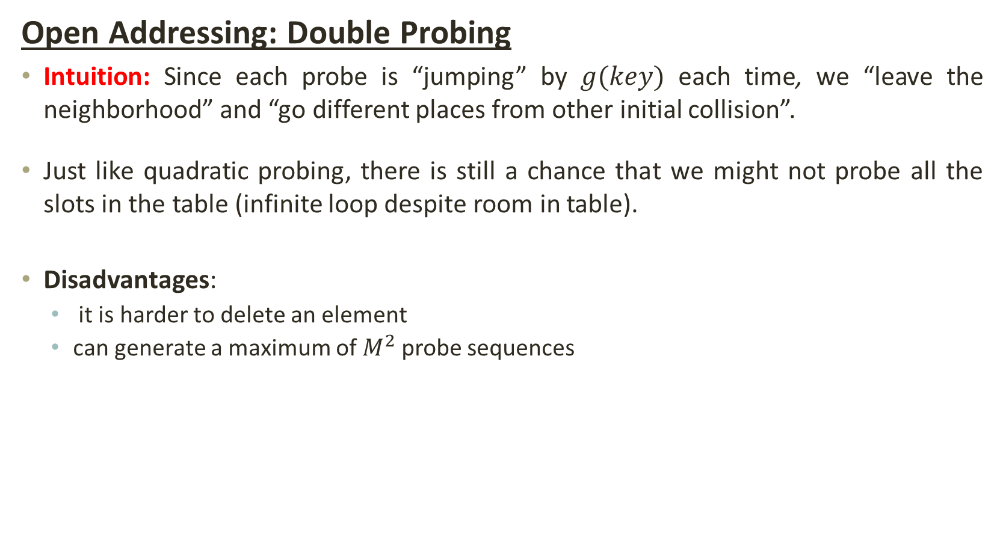 Open Addressing: Double Probing
• Intuition: Since each probe is “jumping” by g(key) each time, we “leave the
neighborhood” and “go different places from other initial collision”.
• Just like quadratic probing, there is still a chance that we might not probe all the
slots in the table (infinite loop despite room in table).
• Disadvantages:
• it is harder to delete an element
• can generate a maximum of M² probe sequences